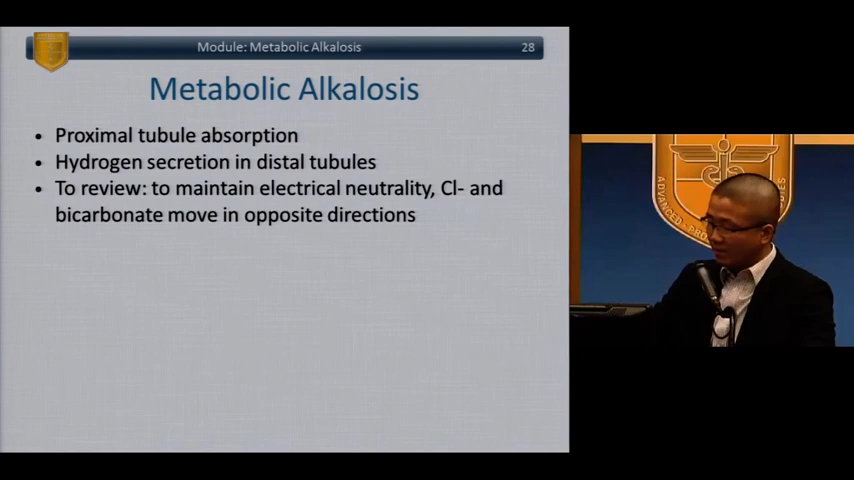 Module: Metabolic Alkalosis 28
Metabolic Alkalosis
• Proximal tubule absorption
• Hydrogen secretion in distal tubules
• To review: to maintain electrical neutrality, Cl- and
bicarbonate move in opposite directions
ADVANCED